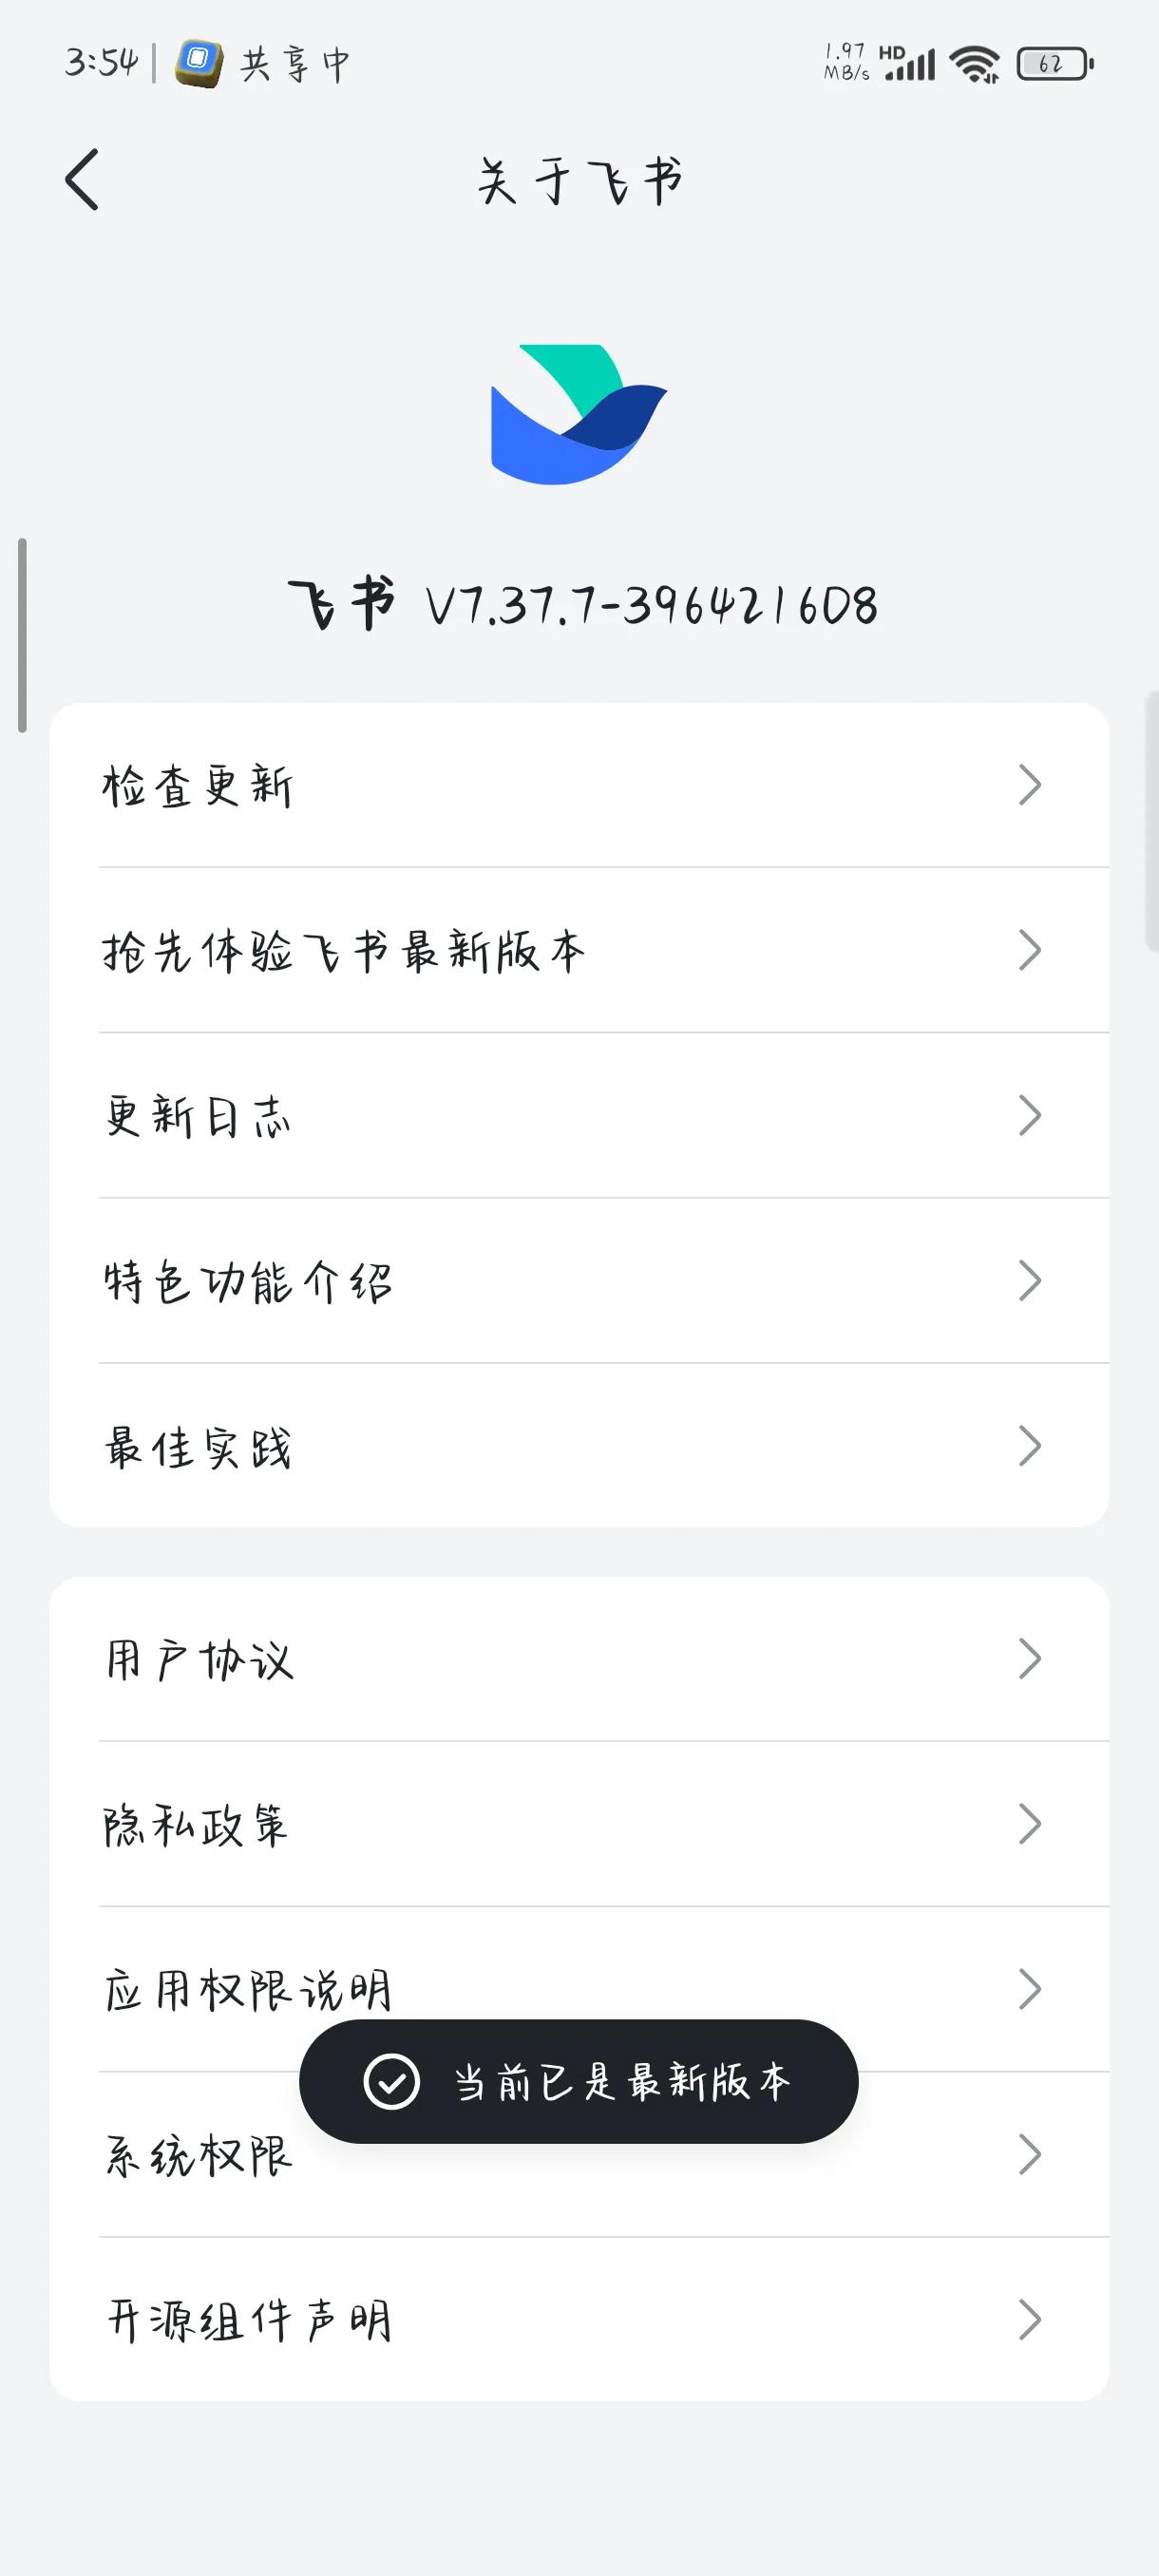 3:54 共享中 1.97 MB/s HD 62
关于飞书
飞书 V7.37.7-396421608
检查更新
抢先体验飞书最新版本
更新日志
特色功能介绍
最佳实践
用户协议
隐私政策
应用权限说明
当前已是最新版本
系统权限
开源组件声明